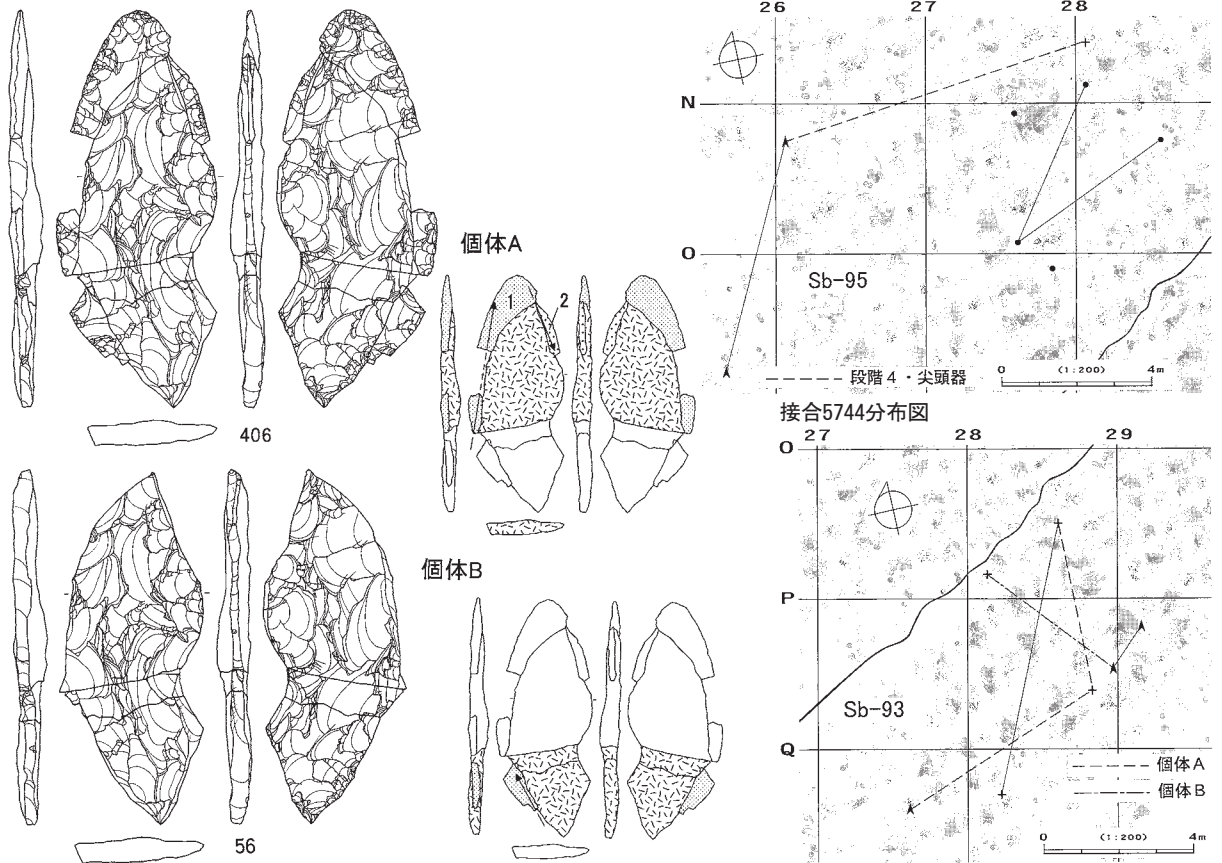 406
56
個体A
1
2
個体B
26 27 28
N
O
Sb-95
段階4・尖頭器
0 (1:200) 4m
接合5744分布図
27 28 29
O
P
Sb-93
Q
個体A
個体B
0 (1:200) 4m